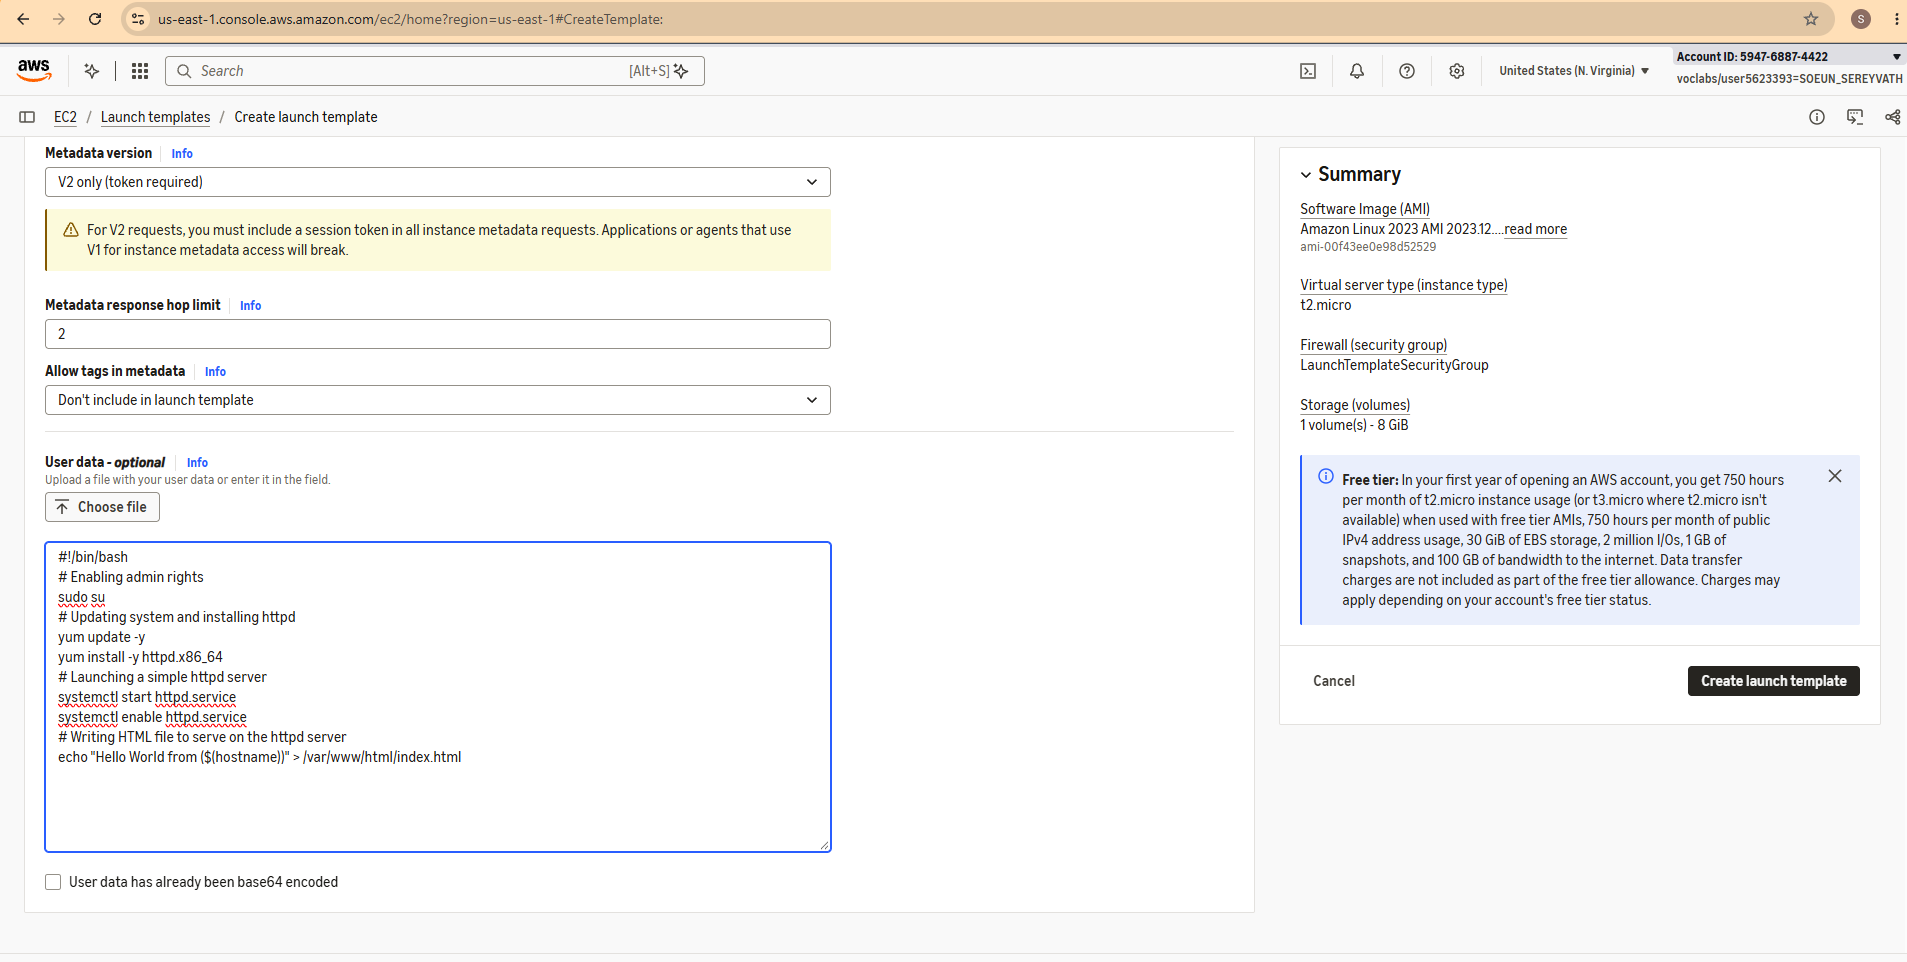 us-east-1.console.aws.amazon.com/ec2/home?region=us-east-1#CreateTemplate:
S
aws
Search
[Alt+S]
United States (N. Virginia)
Account ID: 5947-6887-4422
voclabs/user5623393=SOEUN_SEREYVATH
EC2 / Launch templates / Create launch template
Metadata version
Info
V2 only (token required)
For V2 requests, you must include a session token in all instance metadata requests. Applications or agents that use
V1 for instance metadata access will break.
Metadata response hop limit
Info
2
Allow tags in metadata
Info
Don't include in launch template
User data - optional
Info
Upload a file with your user data or enter it in the field.
Choose file
#!/bin/bash
# Enabling admin rights
sudo su
# Updating system and installing httpd
yum update -y
yum install -y httpd.x86_64
# Launching a simple httpd server
systemctl start httpd.service
systemctl enable httpd.service
# Writing HTML file to serve on the httpd server
echo "Hello World from ($(hostname))" > /var/www/html/index.html
User data has already been base64 encoded
Summary
Software Image (AMI)
Amazon Linux 2023 AMI 2023.12....read more
ami-00f43ee0e98d52529
Virtual server type (instance type)
t2.micro
Firewall (security group)
LaunchTemplateSecurityGroup
Storage (volumes)
1 volume(s) - 8 GiB
Free tier: In your first year of opening an AWS account, you get 750 hours
per month of t2.micro instance usage (or t3.micro where t2.micro isn't
available) when used with free tier AMIs, 750 hours per month of public
IPv4 address usage, 30 GiB of EBS storage, 2 million I/Os, 1 GB of
snapshots, and 100 GB of bandwidth to the internet. Data transfer
charges are not included as part of the free tier allowance. Charges may
apply depending on your account's free tier status.
Cancel
Create launch template